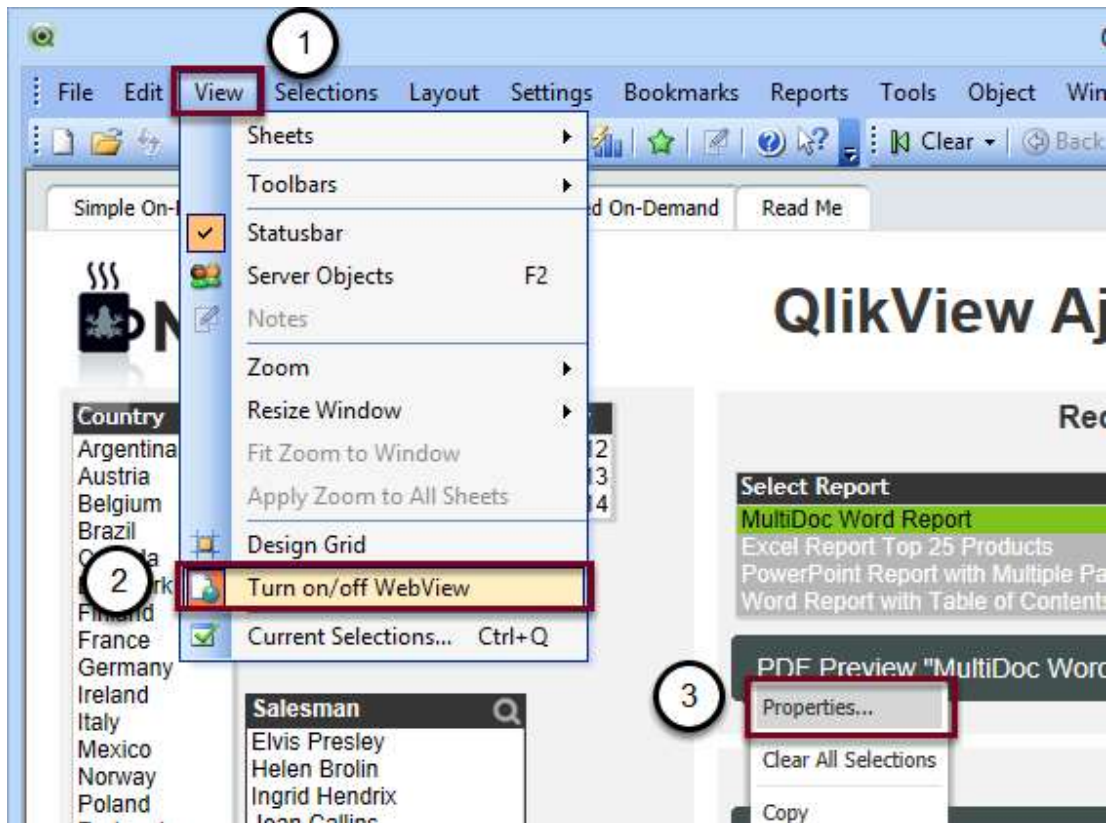 1
File Edit View Selections Layout Settings Bookmarks Reports Tools Object
Clear Back
Sheets
Toolbars
Statusbar
Server Objects F2
Notes
Zoom
Resize Window
Fit Zoom to Window
Apply Zoom to All Sheets
Design Grid
Turn on/off WebView
Current Selections... Ctrl+Q
2
Simple On-Demand Read Me
QlikView
Country
Argentina
Austria
Belgium
Brazil
France
Germany
Ireland
Italy
Mexico
Norway
Poland
12
13
14
Salesman
Elvis Presley
Helen Brolin
Ingrid Hendrix
Joan Callins
Select Report
MultiDoc Word Report
Excel Report Top 25 Products
PowerPoint Report with Multiple
Word Report with Table of Contents
PDF Preview "MultiDoc Word
3
Properties...
Clear All Selections
Copy